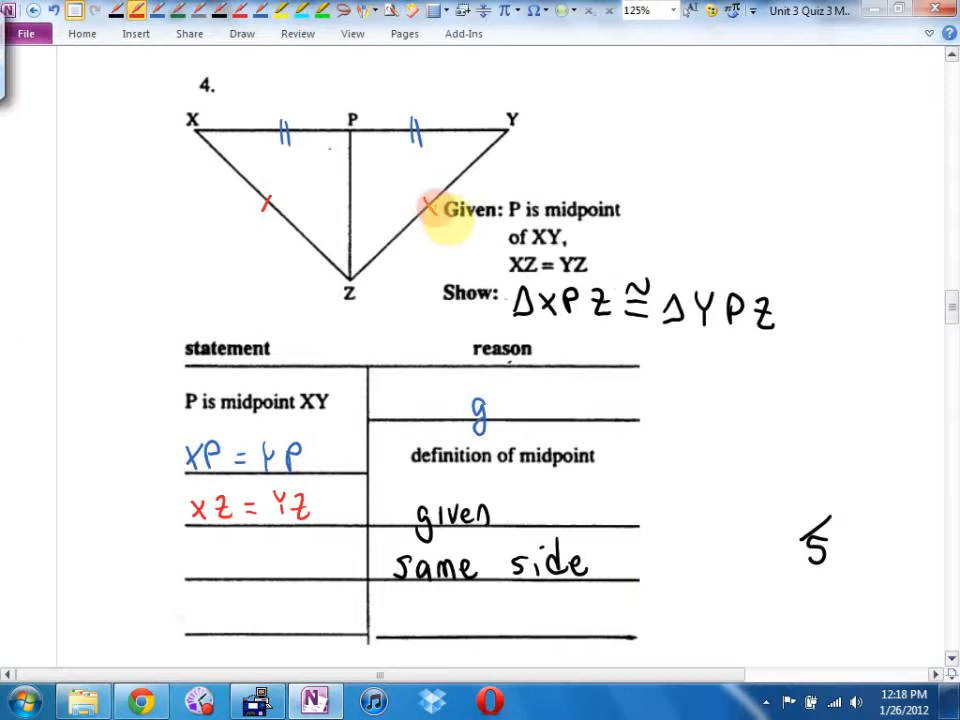 125%
Unit 3 Quiz 3 M..
File Home Insert Share Draw Review View Pages Add-Ins
4.
X P Y
Given: P is midpoint
of XY,
XZ = YZ
Z
Show: ΔXPZ ≅ ΔYPZ
statement reason
P is midpoint XY g
XP = YP definition of midpoint
XZ = YZ given
same side
5
12:18 PM
1/26/2012